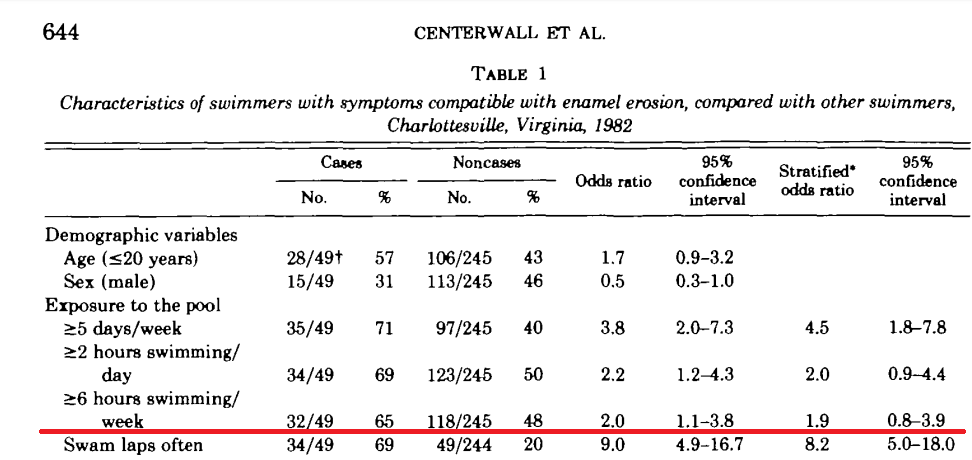 644 CENTERWALL ET AL.
TABLE 1
Characteristics of swimmers with symptoms compatible with enamel erosion, compared with other swimmers,
Charlottesville, Virginia, 1982
Cases Noncases Odds ratio 95% confidence interval Stratified* odds ratio 95% confidence interval
No. % No. %
Demographic variables
Age (≤20 years) 28/49† 57 106/245 43 1.7 0.9–3.2
Sex (male) 15/49 31 113/245 46 0.5 0.3–1.0
Exposure to the pool
≥5 days/week 35/49 71 97/245 40 3.8 2.0–7.3 4.5 1.8–7.8
≥2 hours swimming/
day 34/49 69 123/245 50 2.2 1.2–4.3 2.0 0.9–4.4
≥6 hours swimming/
week 32/49 65 118/245 48 2.0 1.1–3.8 1.9 0.8–3.9
Swam laps often 34/49 69 49/244 20 9.0 4.9–16.7 8.2 5.0–18.0